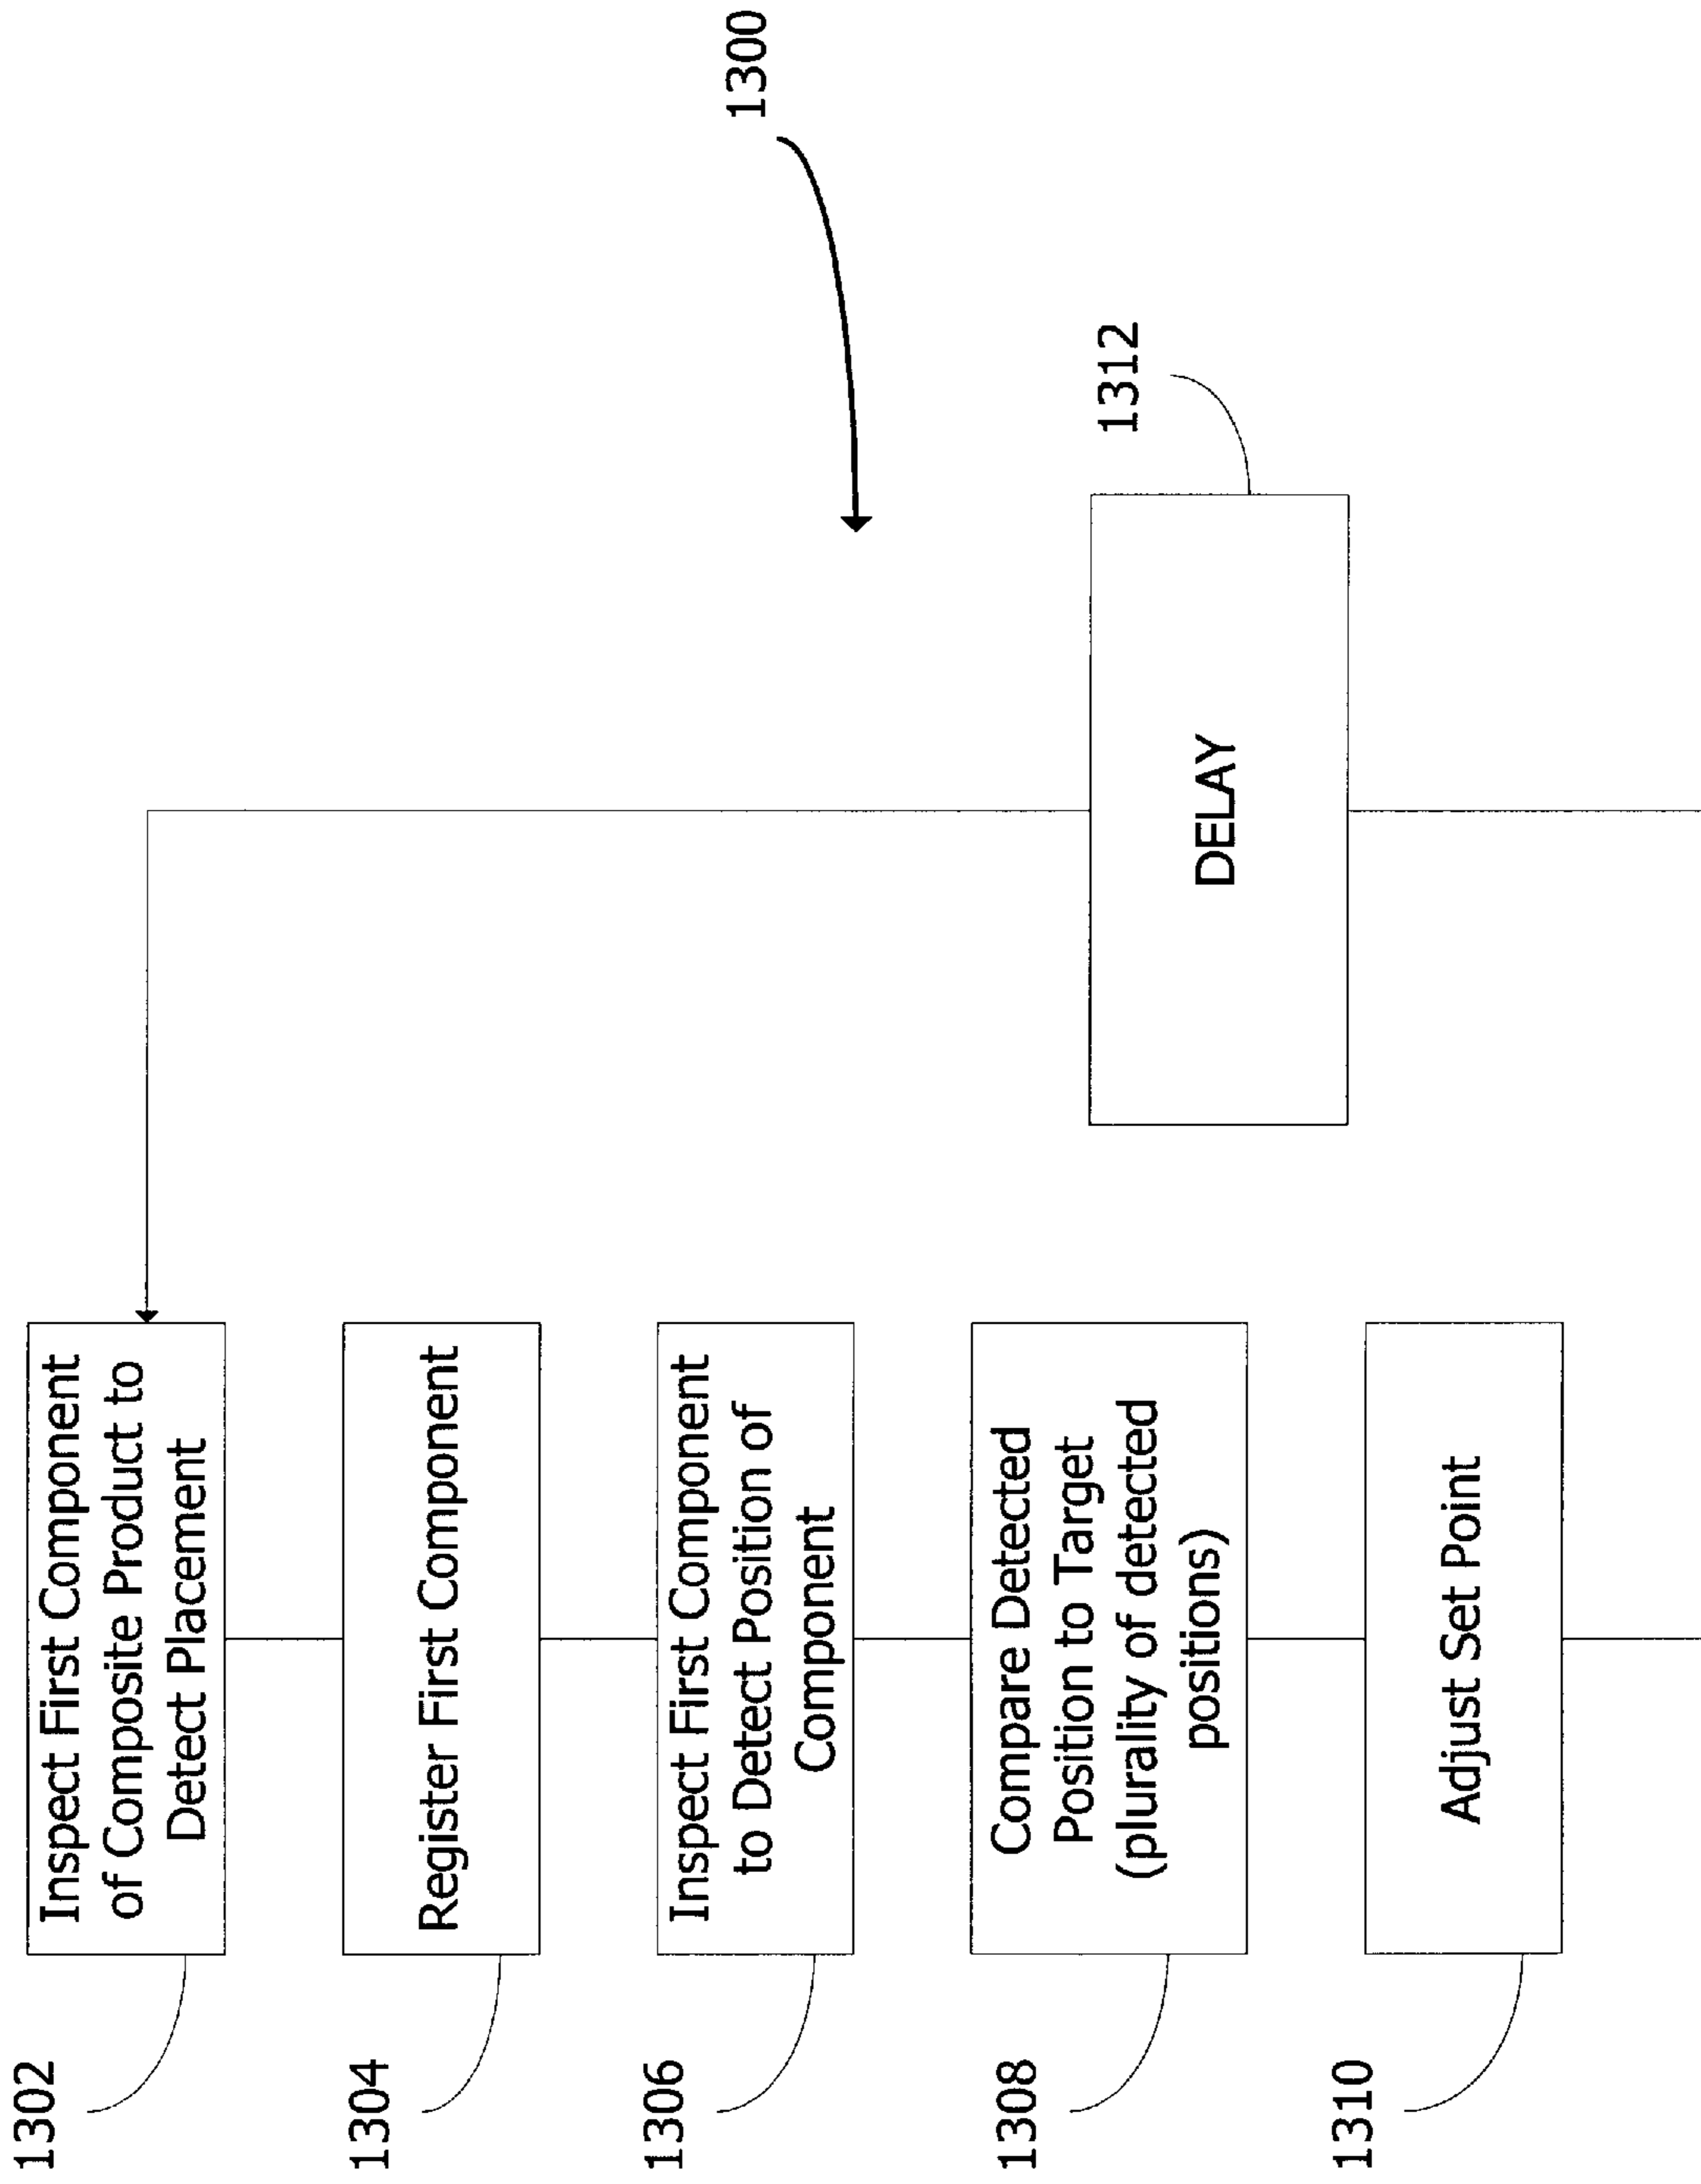 1300
1302
Inspect First Component
of Composite Product to
Detect Placement
1304
Register First Component
1306
Inspect First Component
to Detect Position of
Component
1308
Compare Detected
Position to Target
(plurality of detected
positions)
1310
Adjust Set Point
1312
DELAY